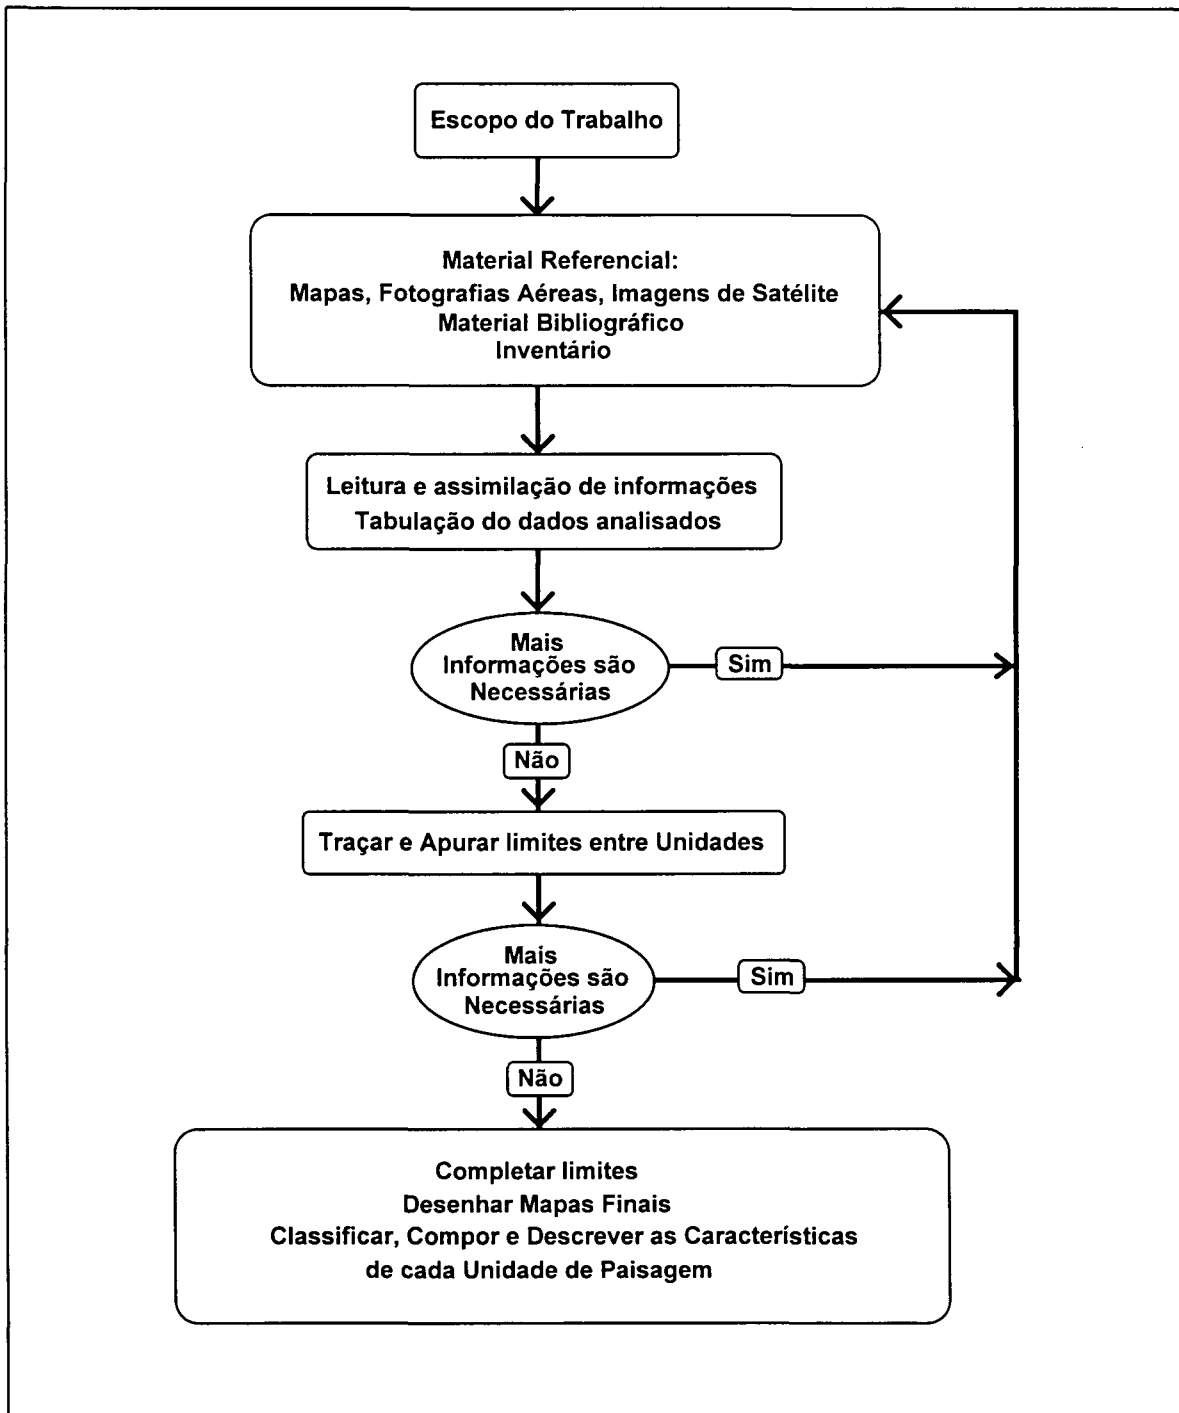 Escopo do Trabalho
Material Referencial:
Mapas, Fotografias Aéreas, Imagens de Satélite
Material Bibliográfico
Inventário
Leitura e assimilação de informações
Tabulação do dados analisados
Mais
Informações são
Necessárias
Sim
Não
Traçar e Apurar limites entre Unidades
Mais
Informações são
Necessárias
Sim
Não
Completar limites
Desenhar Mapas Finais
Classificar, Compor e Descrever as Características
de cada Unidade de Paisagem